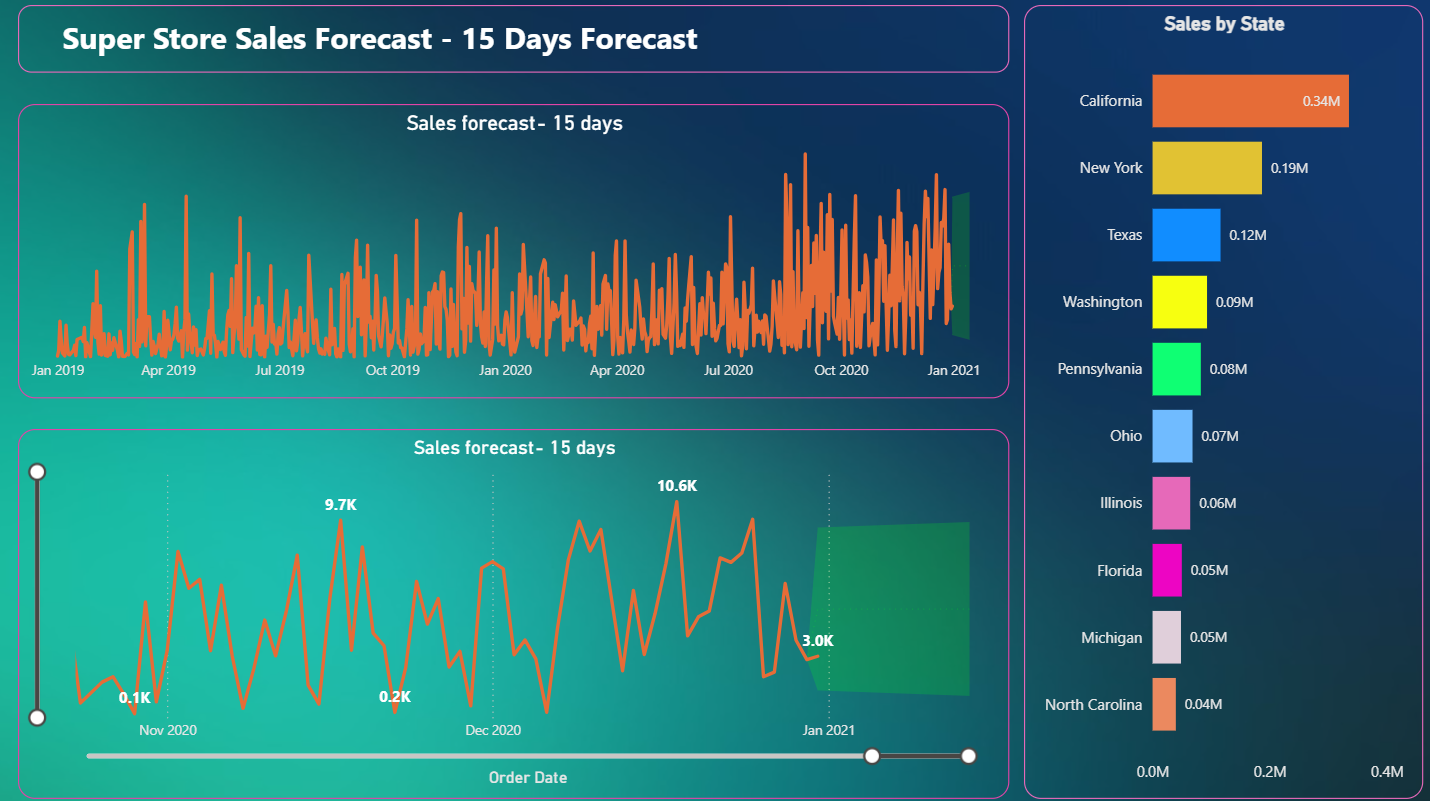 Super Store Sales Forecast - 15 Days Forecast
Sales forecast- 15 days
Jan 2019 Apr 2019 Jul 2019 Oct 2019 Jan 2020 Apr 2020 Jul 2020 Oct 2020 Jan 2021
Sales forecast- 15 days
10.6K
9.7K
3.0K
0.1K 0.2K
Nov 2020 Dec 2020 Jan 2021
Order Date
Sales by State
California 0.34M
New York 0.19M
Texas 0.12M
Washington 0.09M
Pennsylvania 0.08M
Ohio 0.07M
Illinois 0.06M
Florida 0.05M
Michigan 0.05M
North Carolina 0.04M
0.0M 0.2M 0.4M